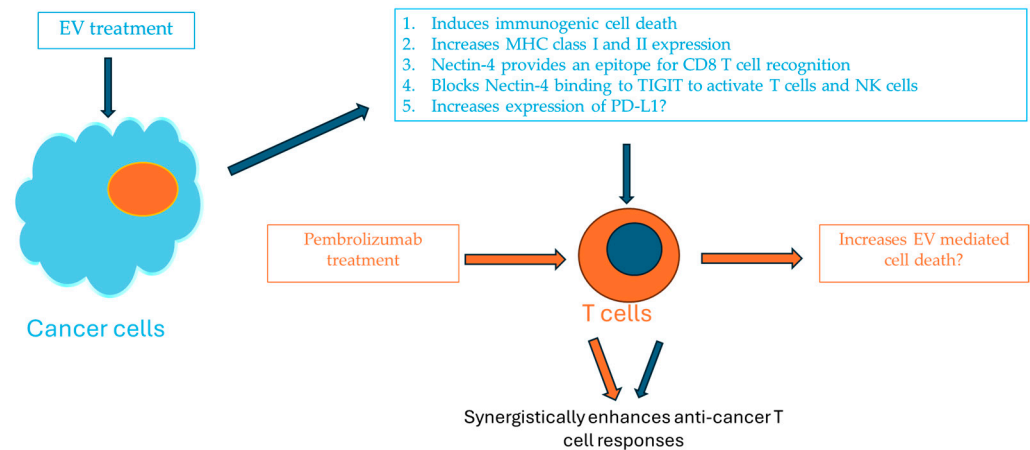 EV treatment
1. Induces immunogenic cell death
2. Increases MHC class I and II expression
3. Nectin-4 provides an epitope for CD8 T cell recognition
4. Blocks Nectin-4 binding to TIGIT to activate T cells and NK cells
5. Increases expression of PD-L1?
Pembrolizumab
treatment
Increases EV mediated
cell death?
Cancer cells
T cells
Synergistically enhances anti-cancer T
cell responses